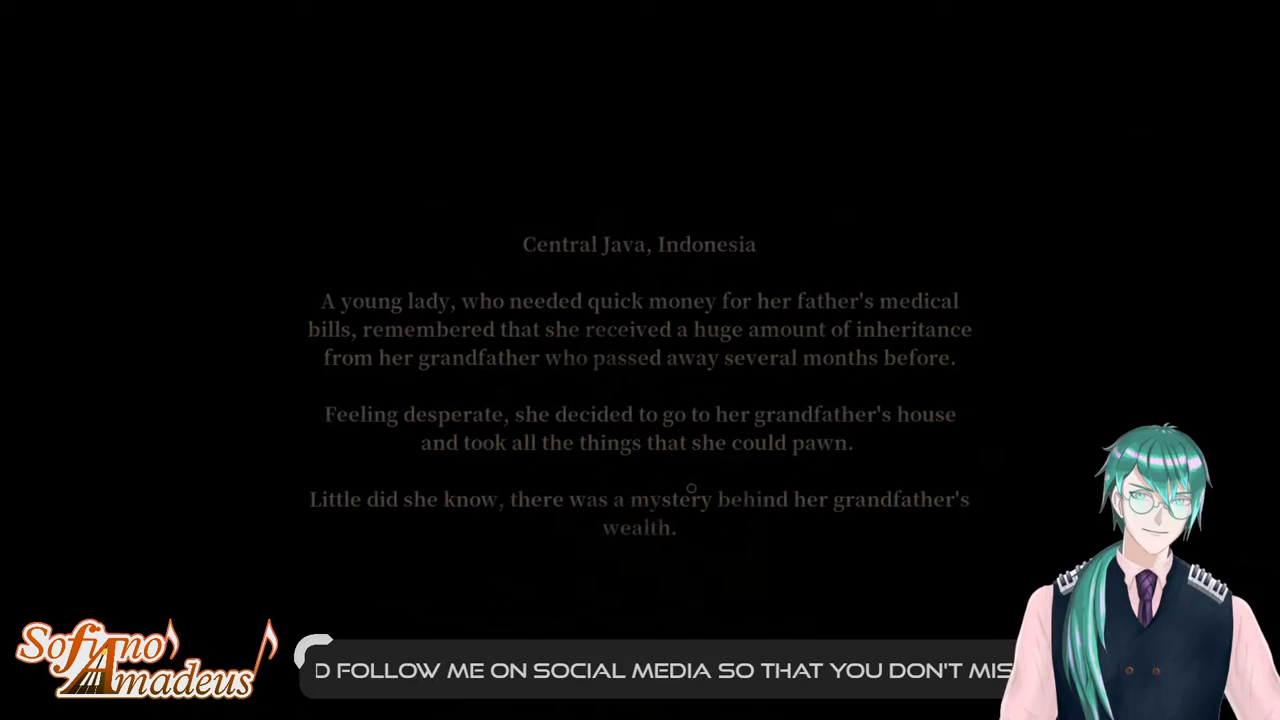 Central Java, Indonesia
A young lady, who needed quick money for her father's medical
bills, remembered that she received a huge amount of inheritance
from her grandfather who passed away several months before.
Feeling desperate, she decided to go to her grandfather's house
and took all the things that she could pawn.
Little did she know, there was a mystery behind her grandfather's
wealth.
Sofiano
Amadeus
D FOLLOW ME ON SOCIAL MEDIA SO THAT YOU DON'T MIS